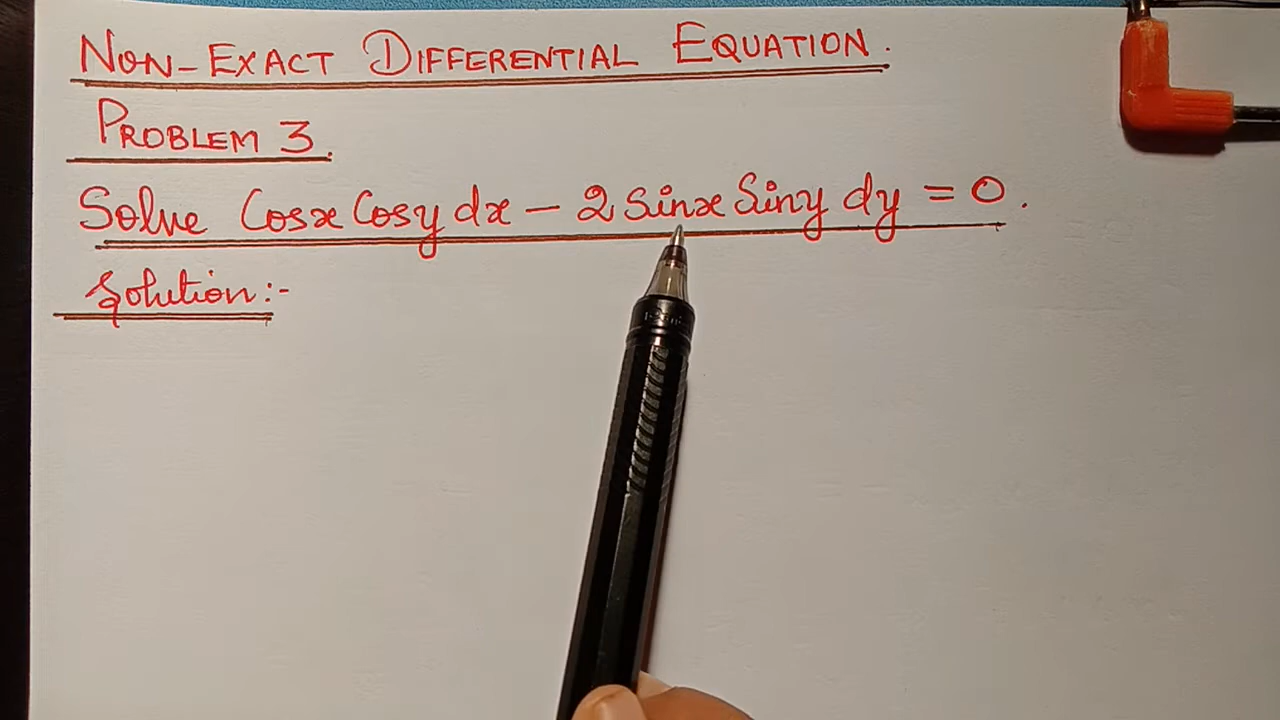 NON-EXACT DIFFERENTIAL EQUATION.
PROBLEM 3.
Solve Cosx Cosy dx - 2 Sinx Siny dy = 0.
Solution:-